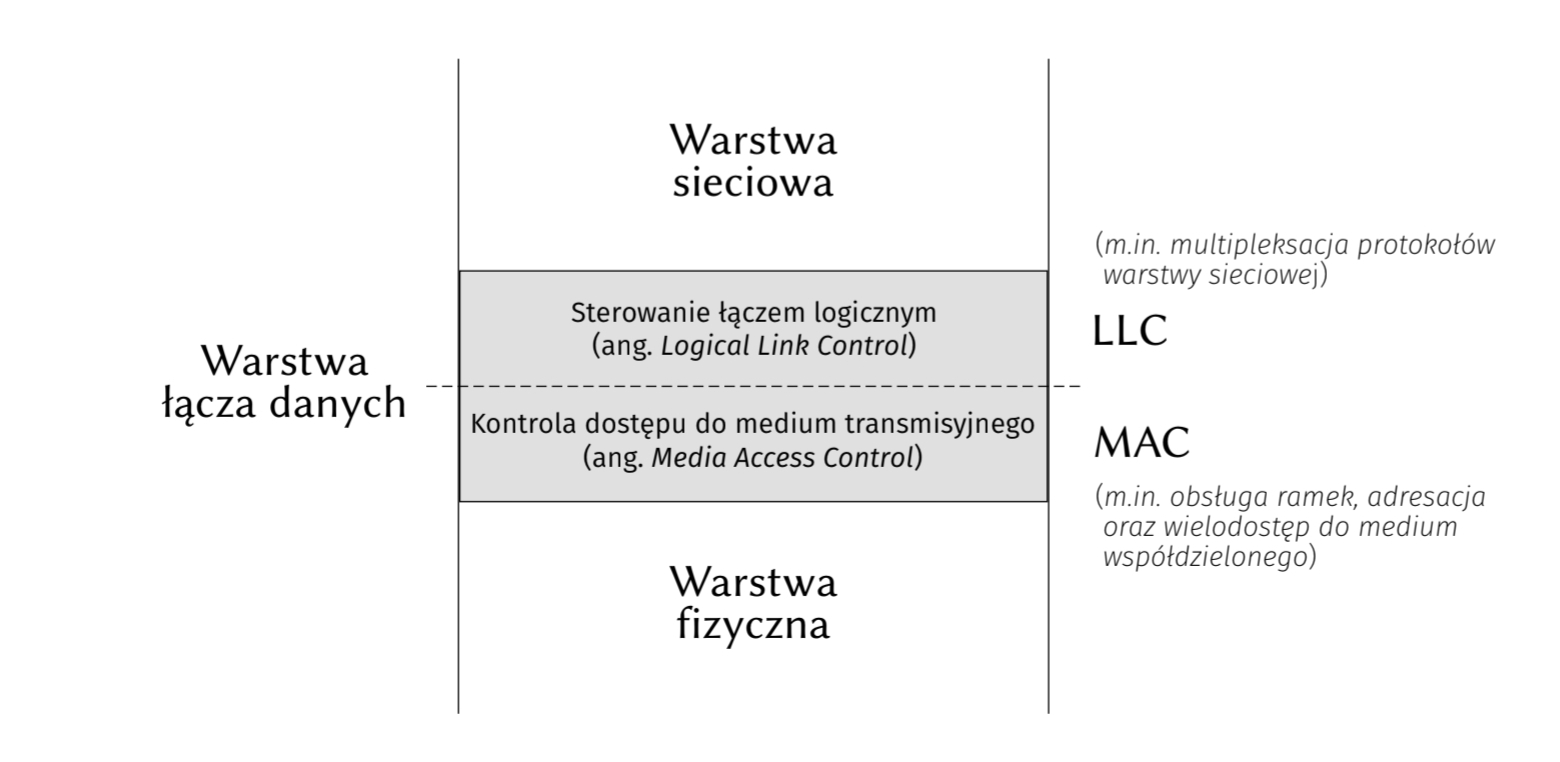 Warstwa
sieciowa
(m.in. multipleksacja protokołów
warstwy sieciowej)
Sterowanie łączem logicznym
(ang. Logical Link Control)
LLC
Warstwa
łącza danych
Kontrola dostępu do medium transmisyjnego
(ang. Media Access Control)
MAC
(m.in. obsługa ramek, adresacja
oraz wielodostęp do medium
współdzielonego)
Warstwa
fizyczna